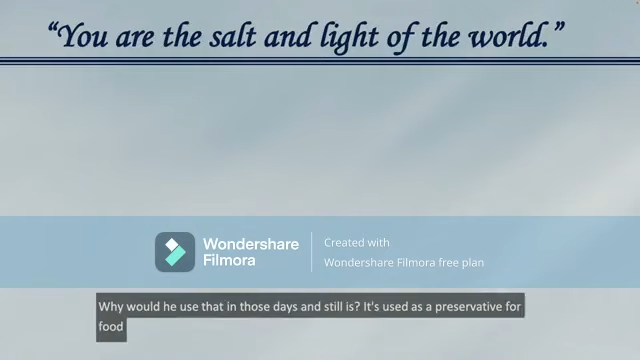 “You are the salt and light of the world.”
Wondershare
Filmora
Created with
Wondershare Filmora free plan
Why would he use that in those days and still is? It's used as a preservative for
food